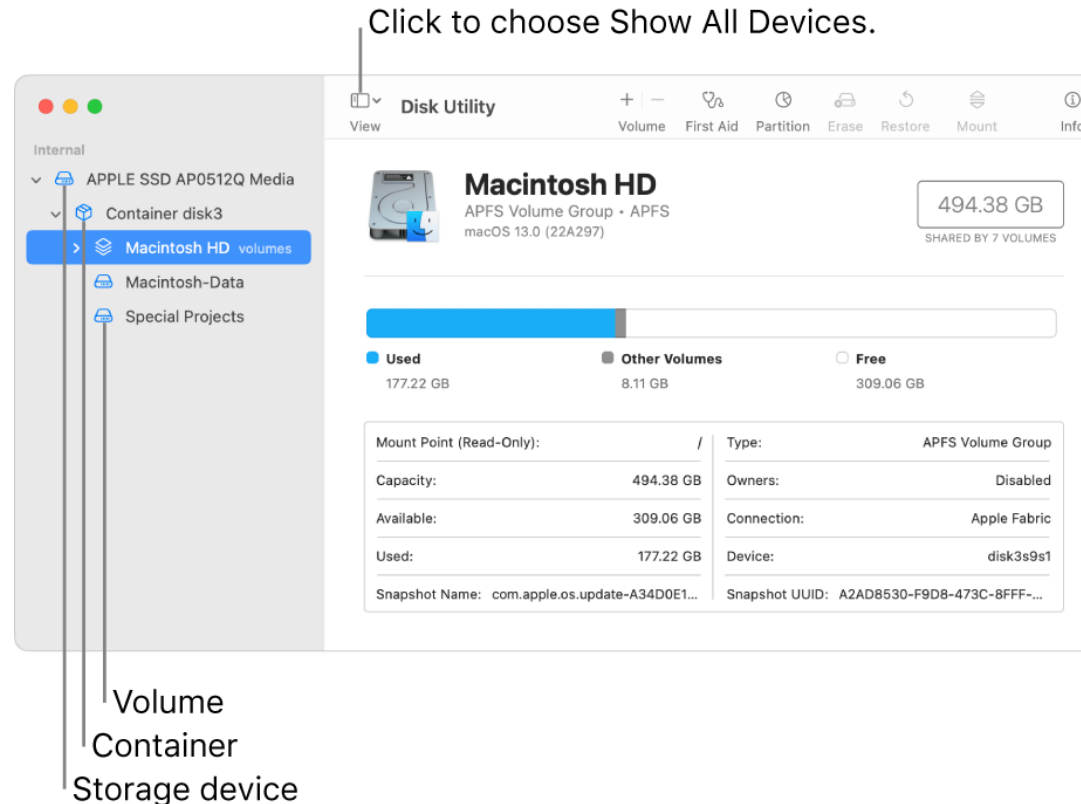 Click to choose Show All Devices.
Disk Utility
View
Volume First Aid Partition Erase Restore Mount Info
Internal
APPLE SSD AP0512Q Media
Container disk3
Macintosh HD volumes
Macintosh-Data
Special Projects
Macintosh HD
APFS Volume Group • APFS
macOS 13.0 (22A297)
494.38 GB
SHARED BY 7 VOLUMES
Used Other Volumes Free
177.22 GB 8.11 GB 309.06 GB
Mount Point (Read-Only): / Type: APFS Volume Group
Capacity: 494.38 GB Owners: Disabled
Available: 309.06 GB Connection: Apple Fabric
Used: 177.22 GB Device: disk3s9s1
Snapshot Name: com.apple.os.update-A34D0E1... Snapshot UUID: A2AD8530-F9D8-473C-8FFF-...
Volume
Container
Storage device